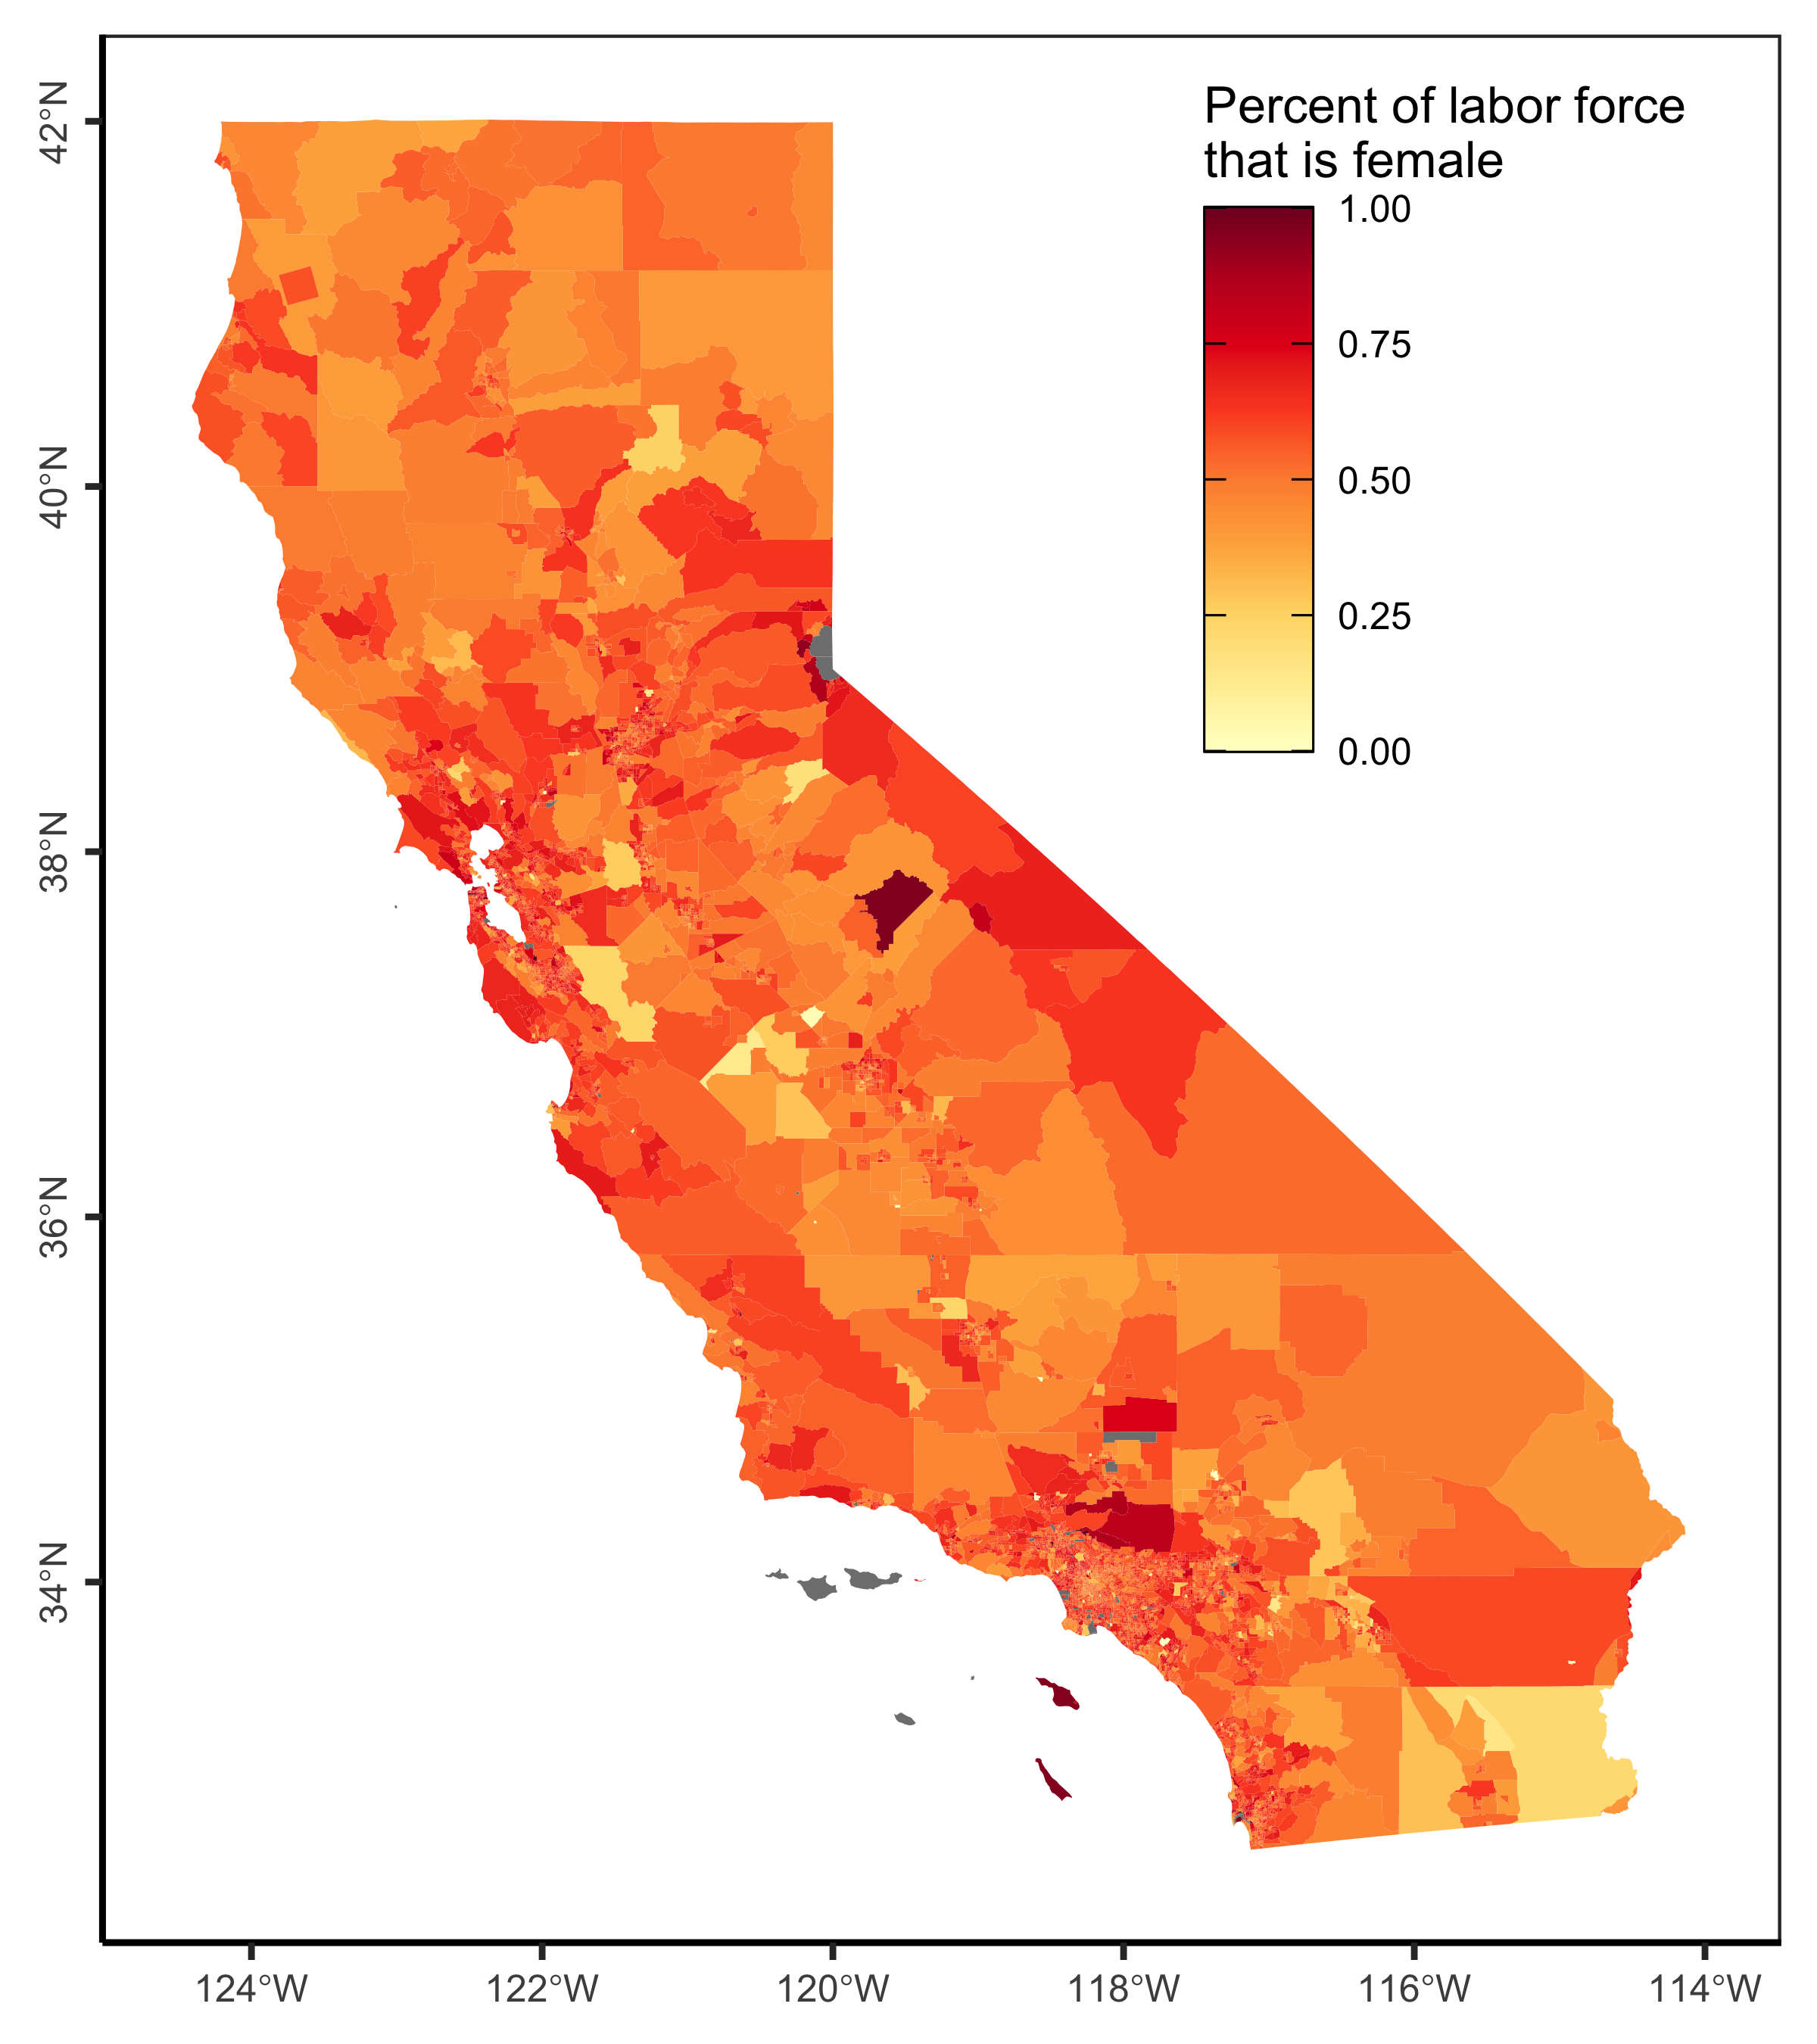 Percent of labor force
that is female
1.00
0.75
0.50
0.25
0.00
42°N
40°N
38°N
36°N
34°N
124°W
122°W
120°W
118°W
116°W
114°W